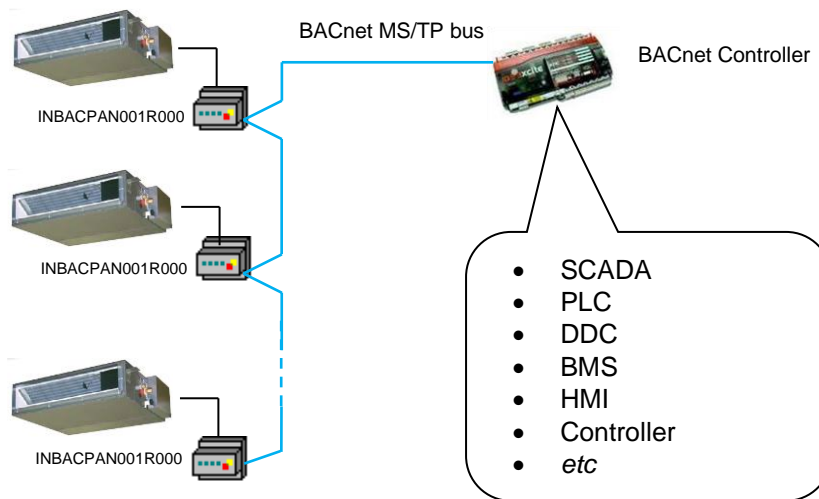 BACnet MS/TP bus
BACnet Controller
INBACPAN001R000
INBACPAN001R000
INBACPAN001R000
• SCADA
• PLC
• DDC
• BMS
• HMI
• Controller
• etc